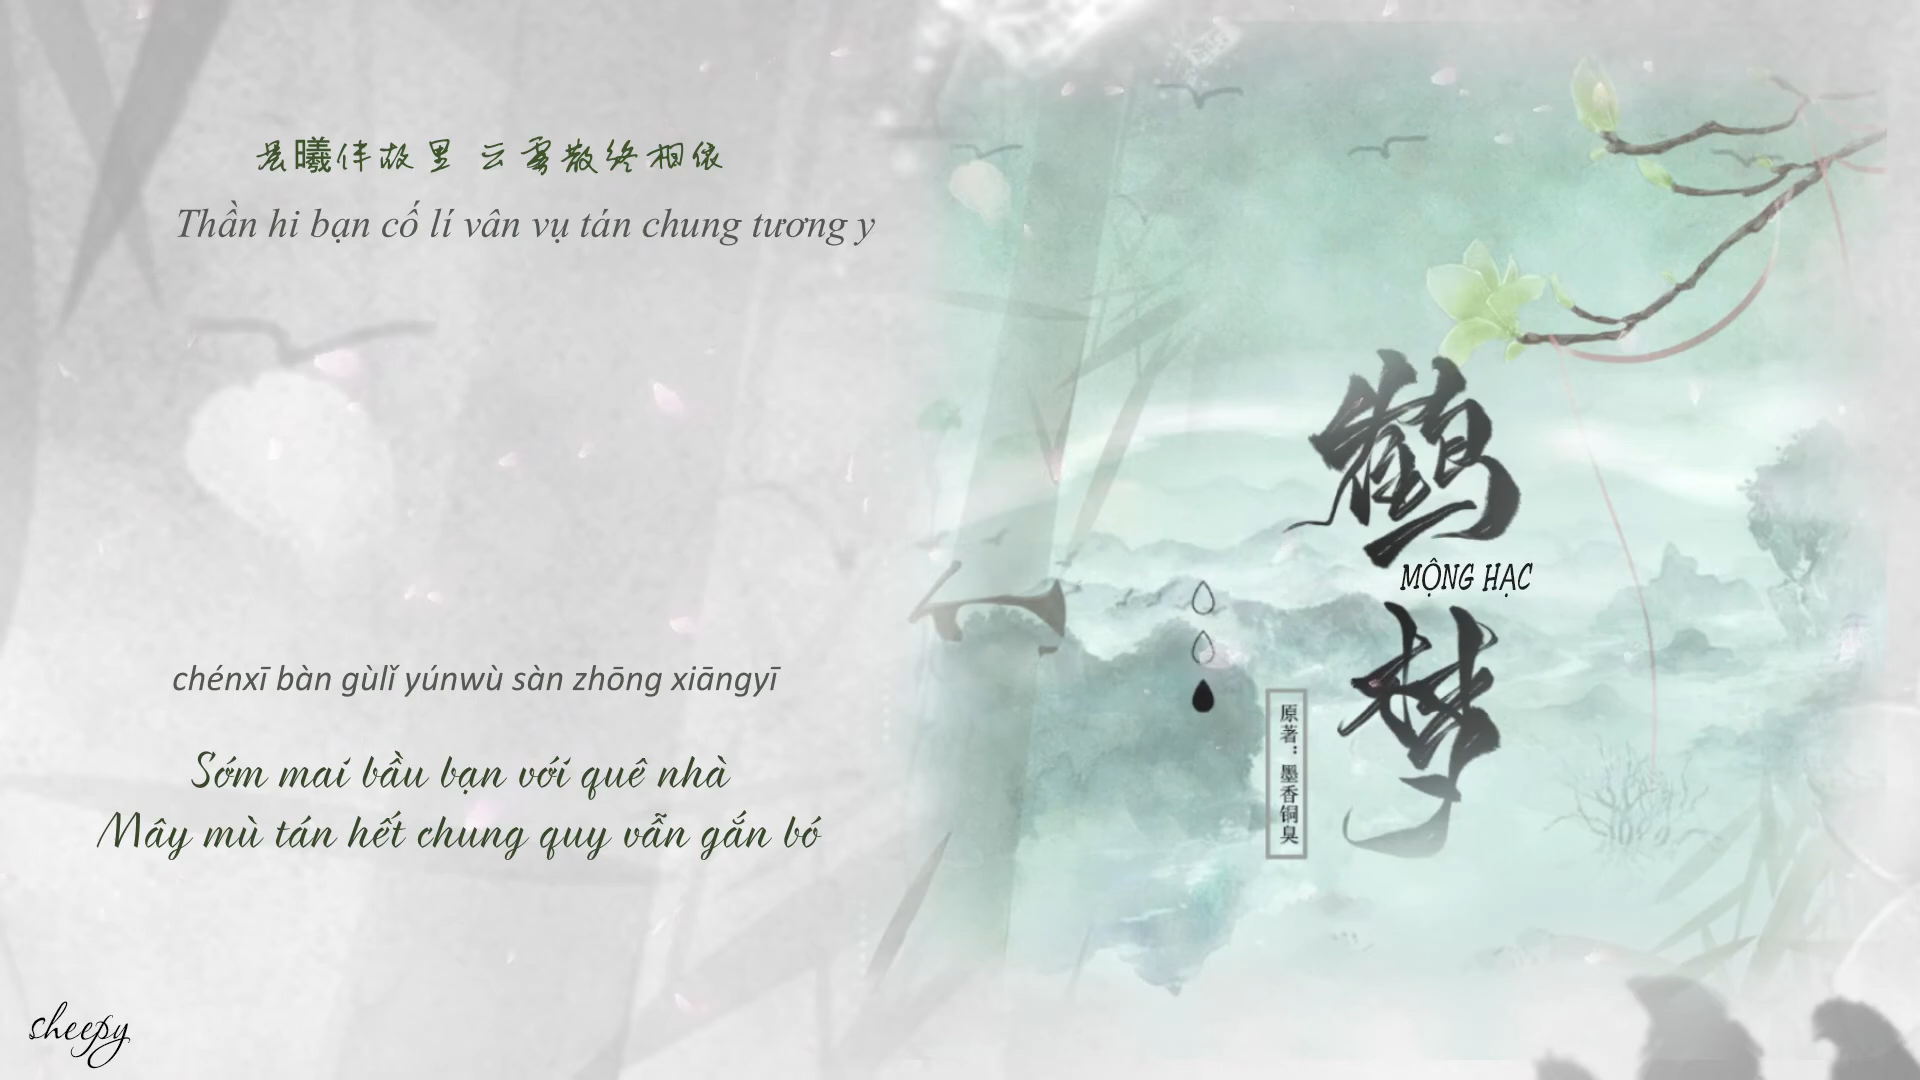 晨曦伴故里 云雾散终相依
Thần hi bạn cố lí vân vụ tán chung tương y
chénxī bàn gùlǐ yúnwù sàn zhōng xiāngyī
Sớm mai bầu bạn với quê nhà
Mây mù tán hết chung quy vẫn gắn bó
sheepy
鹤
MỘNG HẠC
梦
原著：墨香铜臭